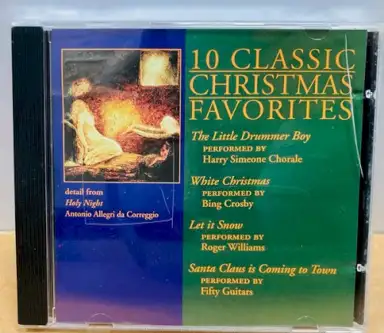 10 CLASSIC
CHRISTMAS
FAVORITES
The Little Drummer Boy
PERFORMED BY
Harry Simeone Chorale
White Christmas
PERFORMED BY
Bing Crosby
Let it Snow
PERFORMED BY
Roger Williams
Santa Claus is Coming to Town
PERFORMED BY
Fifty Guitars
detail from
Holy Night
Antonio Allegri da Correggio